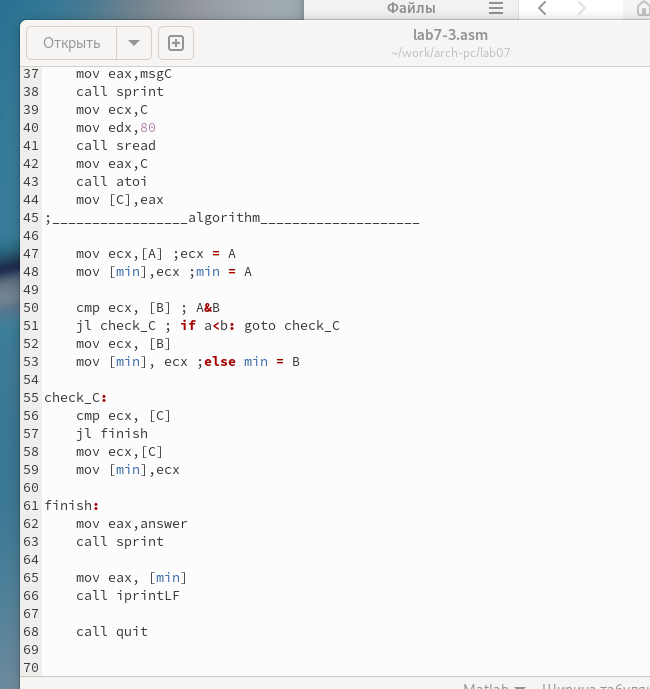 Файлы
Открыть
lab7-3.asm
~/work/arch-pc/lab07
37 mov eax,msgC
38 call sprint
39 mov ecx,C
40 mov edx,80
41 call sread
42 mov eax,C
43 call atoi
44 mov [C],eax
45 ;_________________algorithm____________________
46
47 mov ecx,[A] ;ecx = A
48 mov [min],ecx ;min = A
49
50 cmp ecx, [B] ; A&B
51 jl check_C ; if a<b: goto check_C
52 mov ecx, [B]
53 mov [min], ecx ;else min = B
54
55 check_C:
56 cmp ecx, [C]
57 jl finish
58 mov ecx,[C]
59 mov [min],ecx
60
61 finish:
62 mov eax,answer
63 call sprint
64
65 mov eax, [min]
66 call iprintLF
67
68 call quit
69
70
Matlab Ширина